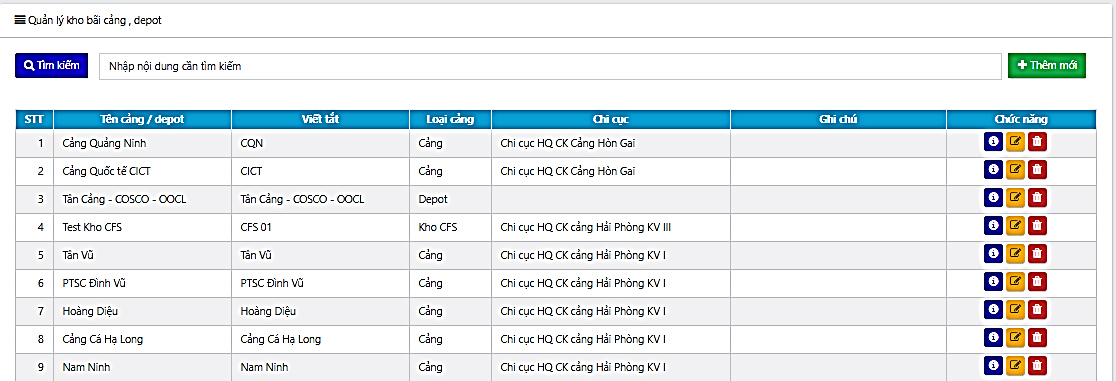 Quản lý kho bãi cảng , depot
Tìm kiếm Nhập nội dung cần tìm kiếm Thêm mới
STT Tên cảng / depot Viết tắt Loại cảng Chi cục Ghi chú Chức năng
1 Cảng Quảng Ninh CQN Cảng Chi cục HQ CK Cảng Hòn Gai
2 Cảng Quốc tế CICT CICT Cảng Chi cục HQ CK Cảng Hòn Gai
3 Tân Cảng - COSCO - OOCL Tân Cảng - COSCO - OOCL Depot
4 Test Kho CFS CFS 01 Kho CFS Chi cục HQ CK cảng Hải Phòng KV III
5 Tân Vũ Tân Vũ Cảng Chi cục HQ CK cảng Hải Phòng KV I
6 PTSC Đình Vũ PTSC Đình Vũ Cảng Chi cục HQ CK cảng Hải Phòng KV I
7 Hoàng Diệu Hoàng Diệu Cảng Chi cục HQ CK cảng Hải Phòng KV I
8 Cảng Cá Hạ Long Cảng Cá Hạ Long Cảng Chi cục HQ CK cảng Hải Phòng KV I
9 Nam Ninh Nam Ninh Cảng Chi cục HQ CK cảng Hải Phòng KV I